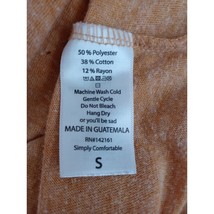 50% Polyester
38% Cotton
12% Rayon
Machine Wash Cold
Gentle Cycle
Do Not Bleach
Hang Dry
or you'll be sad!
MADE IN GUATEMALA
RN#142161
Simply Comfortable
S